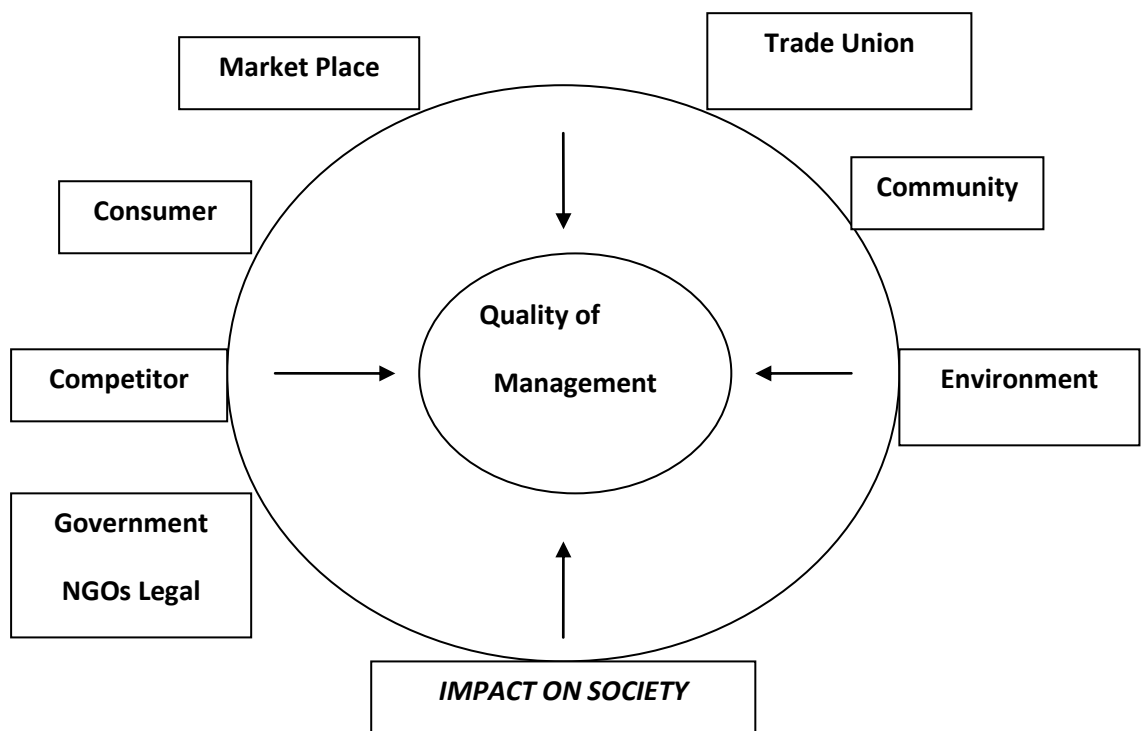 Trade Union
Market Place
Community
Consumer
Quality of
Management
Competitor
Environment
Government
NGOs Legal
IMPACT ON SOCIETY